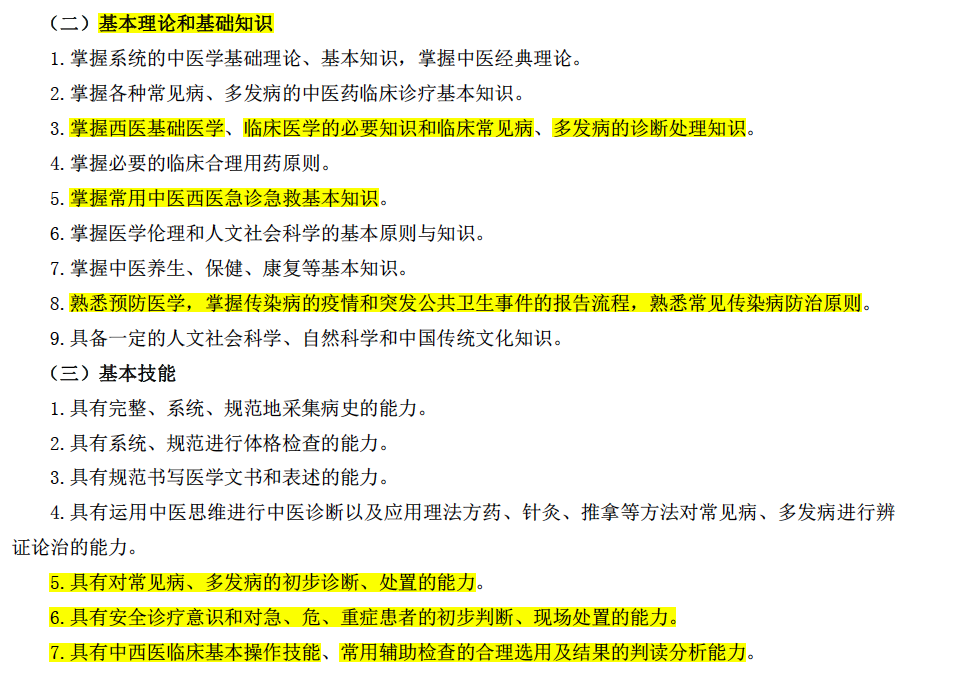 （二）基本理论和基础知识
1.掌握系统的中医学基础理论、基本知识，掌握中医经典理论。
2.掌握各种常见病、多发病的中医药临床诊疗基本知识。
3.掌握西医基础医学、临床医学的必要知识和临床常见病、多发病的诊断处理知识。
4.掌握必要的临床合理用药原则。
5.掌握常用中医西医急诊急救基本知识。
6.掌握医学伦理和人文社会科学的基本原则与知识。
7.掌握中医养生、保健、康复等基本知识。
8.熟悉预防医学，掌握传染病的疫情和突发公共卫生事件的报告流程，熟悉常见传染病防治原则。
9.具备一定的人文社会科学、自然科学和中国传统文化知识。
（三）基本技能
1.具有完整、系统、规范地采集病史的能力。
2.具有系统、规范进行体格检查的能力。
3.具有规范书写医学文书和表述的能力。
4.具有运用中医思维进行中医诊断以及应用理法方药、针灸、推拿等方法对常见病、多发病进行辨
证论治的能力。
5.具有对常见病、多发病的初步诊断、处置的能力。
6.具有安全诊疗意识和对急、危、重症患者的初步判断、现场处置的能力。
7.具有中西医临床基本操作技能、常用辅助检查的合理选用及结果的判读分析能力。